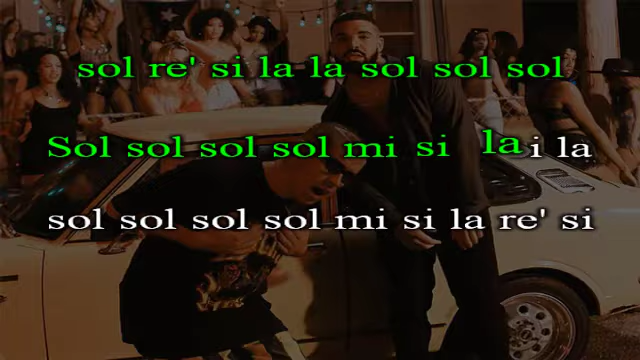 sol re' si la la sol sol sol
Sol sol sol sol mi si la i la
sol sol sol sol mi si la re' si